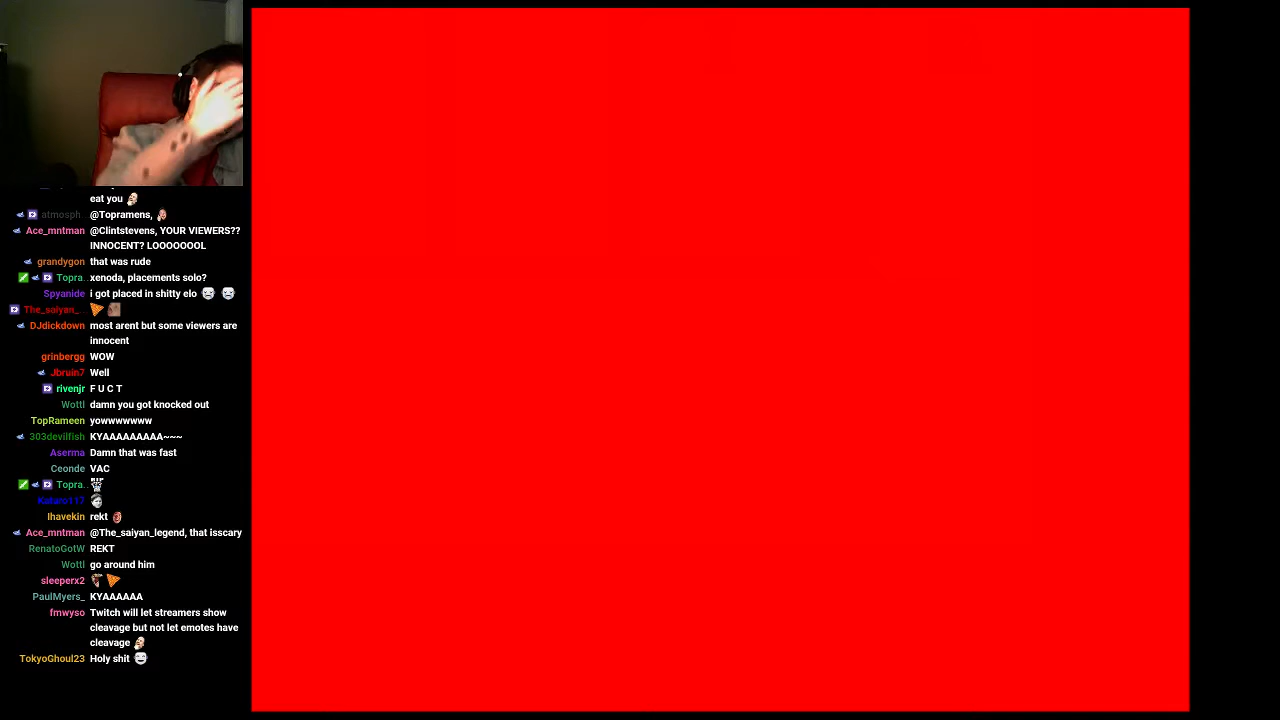 eat you
atmosph.. @Topramens,
Ace_mntman @Clintstevens, YOUR VIEWERS??
INNOCENT? LOOOOOOL
grandygon that was rude
Topra.. xenoda, placements solo?
Spyanide i got placed in shitty elo
The_saiyan_..
DJdickdown most arent but some viewers are
innocent
grinbergg WOW
Jbruin7 Well
rivenjr F U C T
Wottl damn you got knocked out
TopRameen yowwwwwww
303devilfish KYAAAAAAAAA~~~
Aserma Damn that was fast
Ceonde VAC
Topra..
Katuro117
Ihavekin rekt
Ace_mntman @The_saiyan_legend, that isscary
RenatoGotW REKT
Wottl go around him
sleeperx2
PaulMyers_ KYAAAAAA
fmwyso Twitch will let streamers show
cleavage but not let emotes have
cleavage
TokyoGhoul23 Holy shit